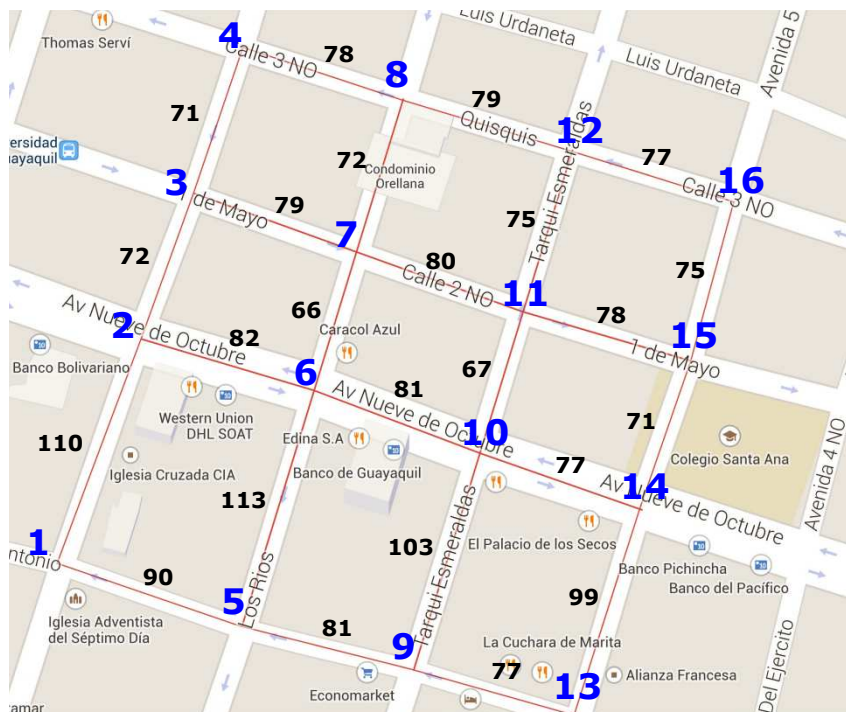 Luis Urdaneta
Thomas Serví
4
Calle 3 NO
78
Luis Urdaneta
Avenida 5
8
79
71
Quisquis
12
ersidad
ayaquil
72
Condominio
Orellana
77
Tarqui Esmeraldas
3
16
Calle 3 NO
1 de Mayo
79
7
75
72
80
Calle 2 NO
75
11
78
2
Av Nueve de Octubre
66
Caracol Azul
15
1 de Mayo
82
Banco Bolivariano
6
67
81
Av Nueve de Octubre
71
Western Union
DHL SOAT
Edina S.A
10
Colegio Santa Ana
Avenida 4 NO
110
Iglesia Cruzada CIA
Banco de Guayaquil
77
14
Av Nueve de Octubre
113
1
ntonio
103
El Palacio de los Secos
Banco Pichincha
Banco del Pacífico
90
Los Rios
Tarqui Esmeraldas
99
5
Iglesia Adventista
del Séptimo Día
81
9
La Cuchara de Marita
77
13
Alianza Francesa
Del Ejercito
Economarket
amar